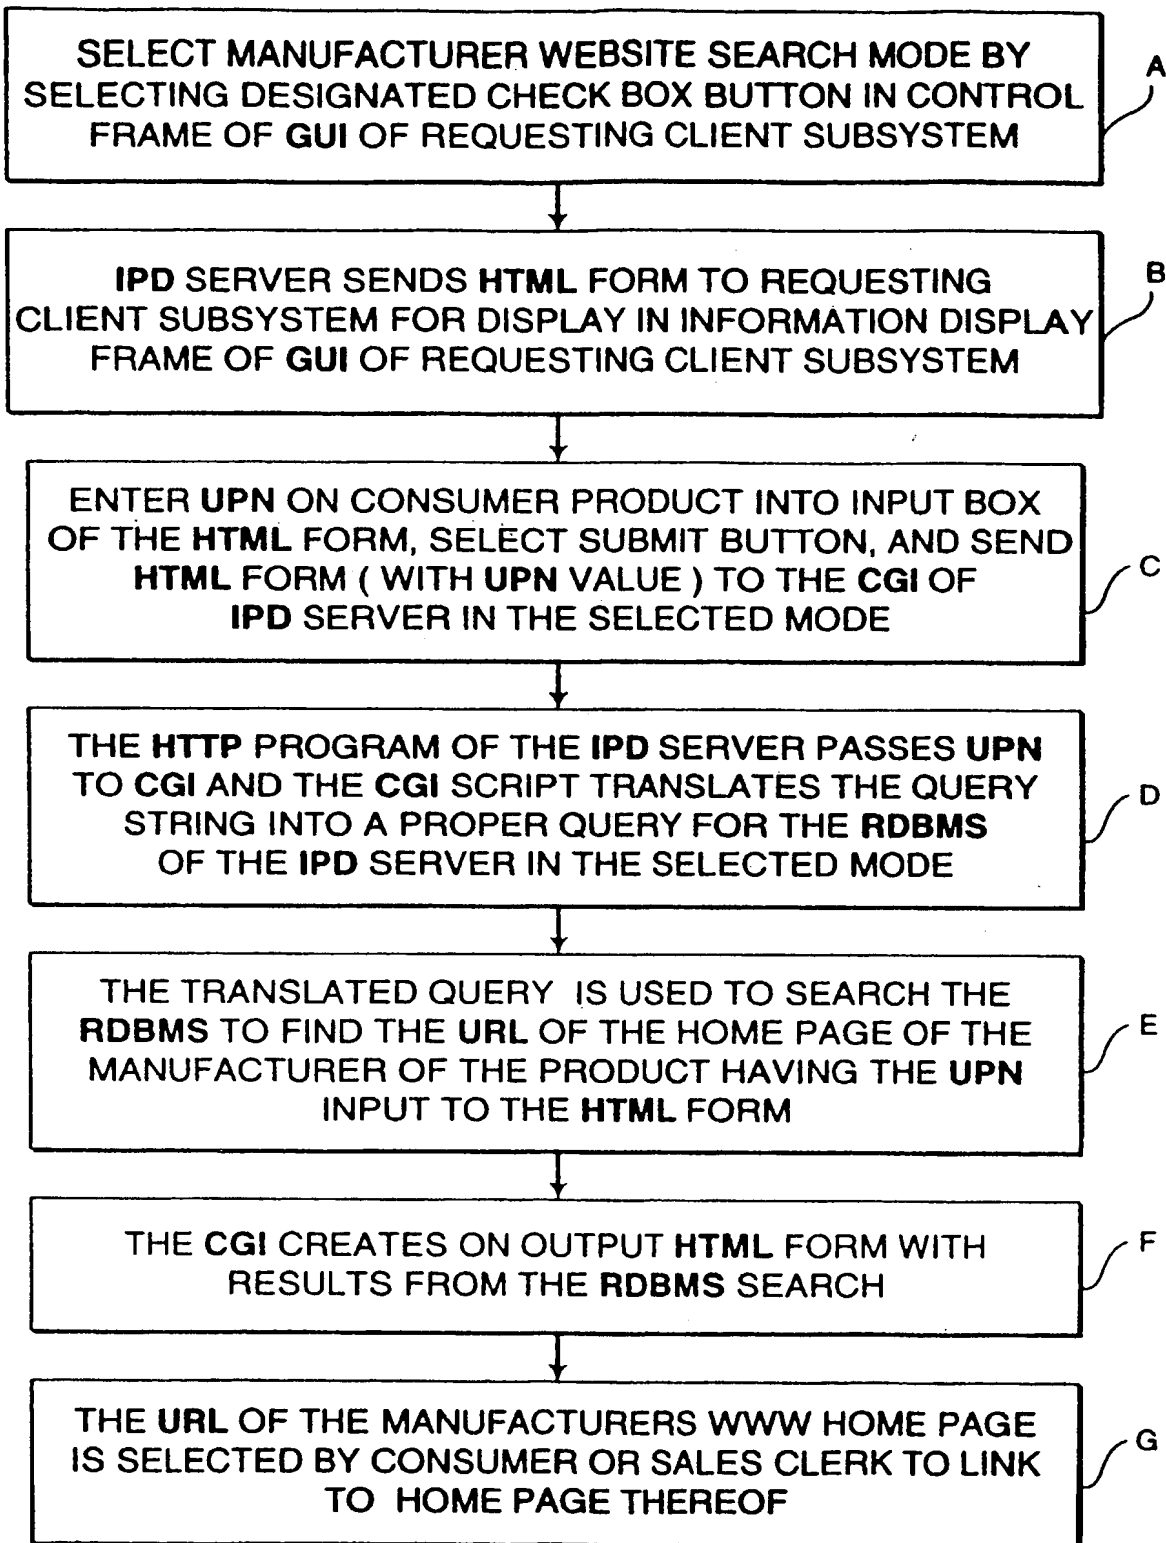 SELECT MANUFACTURER WEBSITE SEARCH MODE BY
SELECTING DESIGNATED CHECK BOX BUTTON IN CONTROL
FRAME OF GUI OF REQUESTING CLIENT SUBSYSTEM
A
IPD SERVER SENDS HTML FORM TO REQUESTING
CLIENT SUBSYSTEM FOR DISPLAY IN INFORMATION DISPLAY
FRAME OF GUI OF REQUESTING CLIENT SUBSYSTEM
B
ENTER UPN ON CONSUMER PRODUCT INTO INPUT BOX
OF THE HTML FORM, SELECT SUBMIT BUTTON, AND SEND
HTML FORM ( WITH UPN VALUE ) TO THE CGI OF
IPD SERVER IN THE SELECTED MODE
C
THE HTTP PROGRAM OF THE IPD SERVER PASSES UPN
TO CGI AND THE CGI SCRIPT TRANSLATES THE QUERY
STRING INTO A PROPER QUERY FOR THE RDBMS
OF THE IPD SERVER IN THE SELECTED MODE
D
THE TRANSLATED QUERY IS USED TO SEARCH THE
RDBMS TO FIND THE URL OF THE HOME PAGE OF THE
MANUFACTURER OF THE PRODUCT HAVING THE UPN
INPUT TO THE HTML FORM
E
THE CGI CREATES ON OUTPUT HTML FORM WITH
RESULTS FROM THE RDBMS SEARCH
F
THE URL OF THE MANUFACTURERS WWW HOME PAGE
IS SELECTED BY CONSUMER OR SALES CLERK TO LINK
TO HOME PAGE THEREOF
G